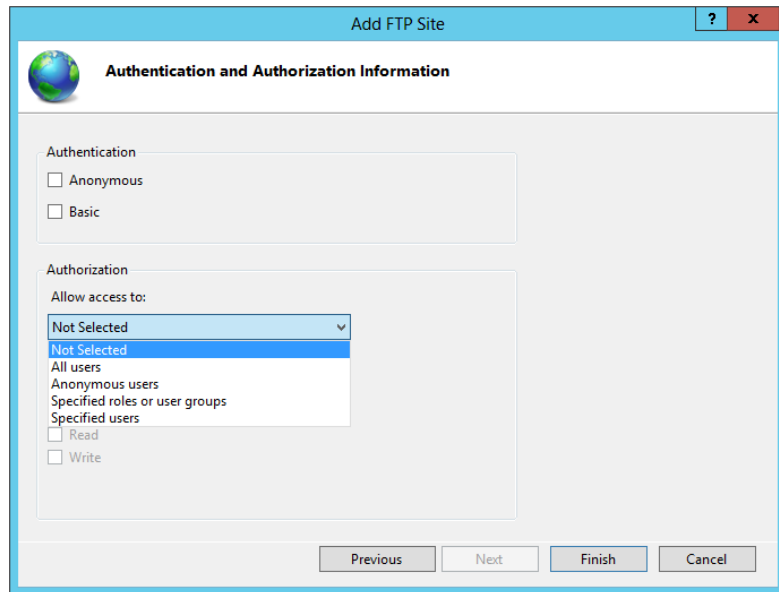 Add FTP Site
? x
Authentication and Authorization Information
Authentication
Anonymous
Basic
Authorization
Allow access to:
Not Selected
Not Selected
All users
Anonymous users
Specified roles or user groups
Specified users
Read
Write
Previous Next Finish Cancel